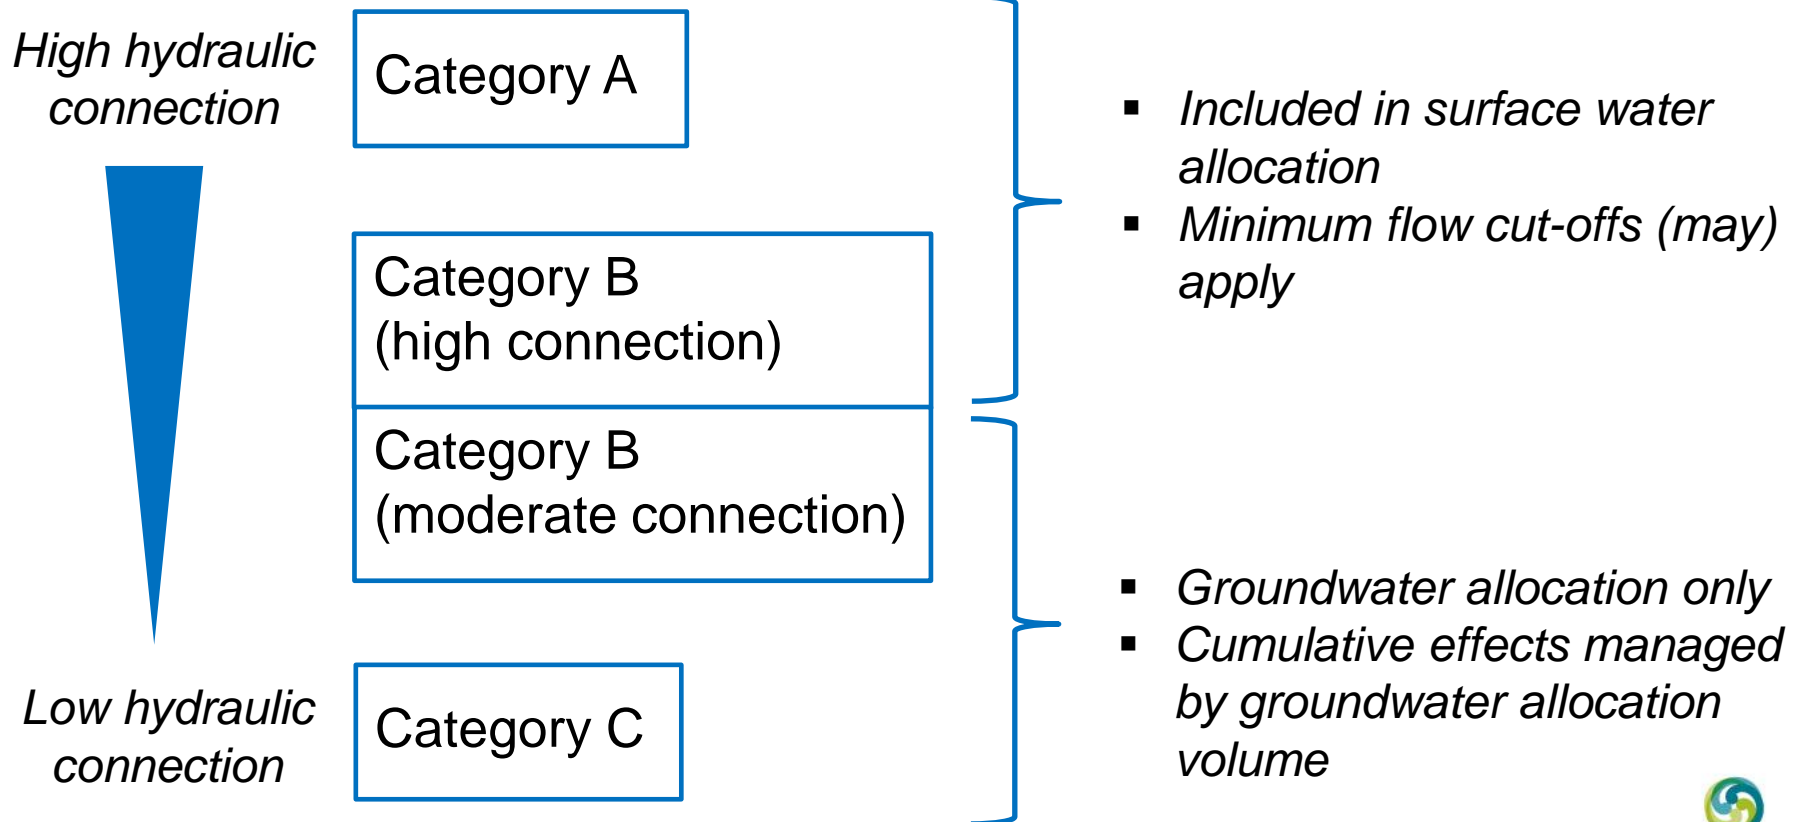 High hydraulic
connection
Category A
▪ Included in surface water
allocation
▪ Minimum flow cut-offs (may)
apply
Category B
(high connection)
Category B
(moderate connection)
▪ Groundwater allocation only
▪ Cumulative effects managed
by groundwater allocation
volume
Low hydraulic
connection
Category C